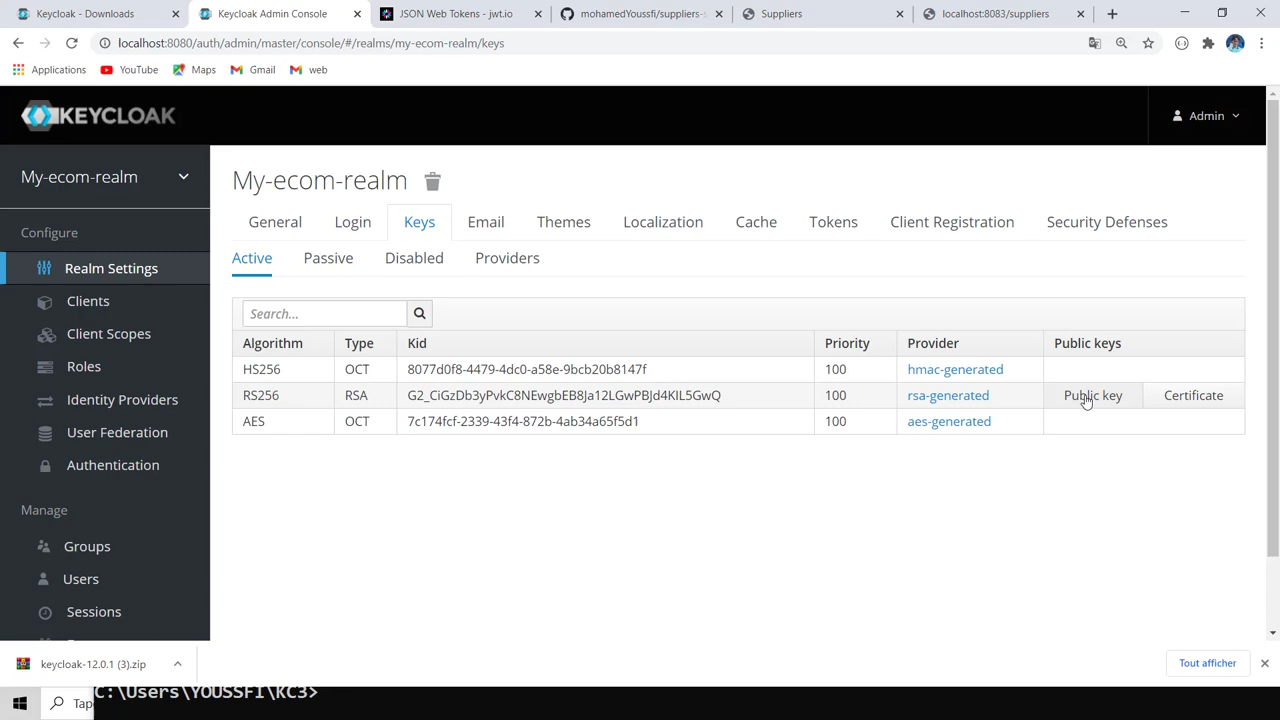 Keycloak - Downloads
Keycloak Admin Console
JSON Web Tokens - jwt.io
mohamedYoussfi/suppliers-s
Suppliers
localhost:8083/suppliers
localhost:8080/auth/admin/master/console/#/realms/my-ecom-realm/keys
Applications
YouTube
Maps
Gmail
web
KEYCLOAK
Admin
My-ecom-realm
My-ecom-realm
General
Login
Keys
Email
Themes
Localization
Cache
Tokens
Client Registration
Security Defenses
Configure
Realm Settings
Clients
Client Scopes
Roles
Identity Providers
User Federation
Authentication
Manage
Groups
Users
Sessions
Active
Passive
Disabled
Providers
Search...
Algorithm Type Kid Priority Provider Public keys
HS256 OCT 8077d0f8-4479-4dc0-a58e-9bcb20b8147f 100 hmac-generated
RS256 RSA G2_CiGzDb3yPvkC8NEwgbEB8Ja12LGwPBJd4KIL5GwQ 100 rsa-generated Public key Certificate
AES OCT 7c174fcf-2339-43f4-872b-4ab34a65f5d1 100 aes-generated
keycloak-12.0.1 (3).zip
Tout afficher
Tape
C:\Users\YOUSSFI\KC3>